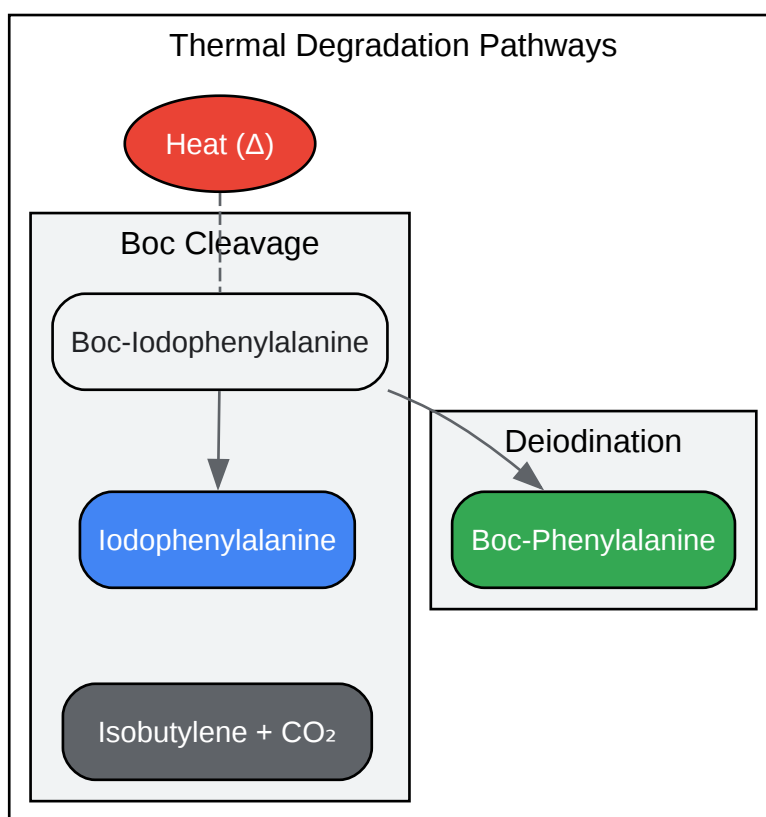 Thermal Degradation Pathways
Heat (Δ)
Boc Cleavage
Boc-Iodophenylalanine
Deiodination
Iodophenylalanine
Boc-Phenylalanine
Isobutylene + CO₂